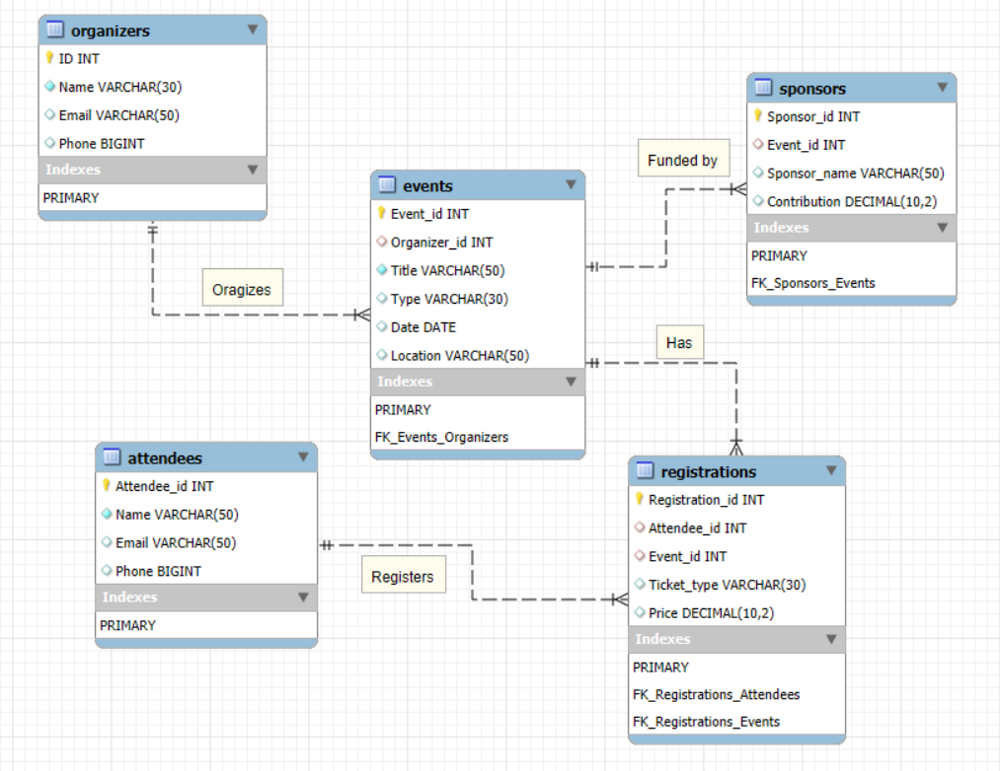 organizers
ID INT
Name VARCHAR(30)
Email VARCHAR(50)
Phone BIGINT
Indexes
PRIMARY
Oragizes
events
Event_id INT
Organizer_id INT
Title VARCHAR(50)
Type VARCHAR(30)
Date DATE
Location VARCHAR(50)
Indexes
PRIMARY
FK_Events_Organizers
Funded by
sponsors
Sponsor_id INT
Event_id INT
Sponsor_name VARCHAR(50)
Contribution DECIMAL(10,2)
Indexes
PRIMARY
FK_Sponsors_Events
Has
attendees
Attendee_id INT
Name VARCHAR(50)
Email VARCHAR(50)
Phone BIGINT
Indexes
PRIMARY
Registers
registrations
Registration_id INT
Attendee_id INT
Event_id INT
Ticket_type VARCHAR(30)
Price DECIMAL(10,2)
Indexes
PRIMARY
FK_Registrations_Attendees
FK_Registrations_Events